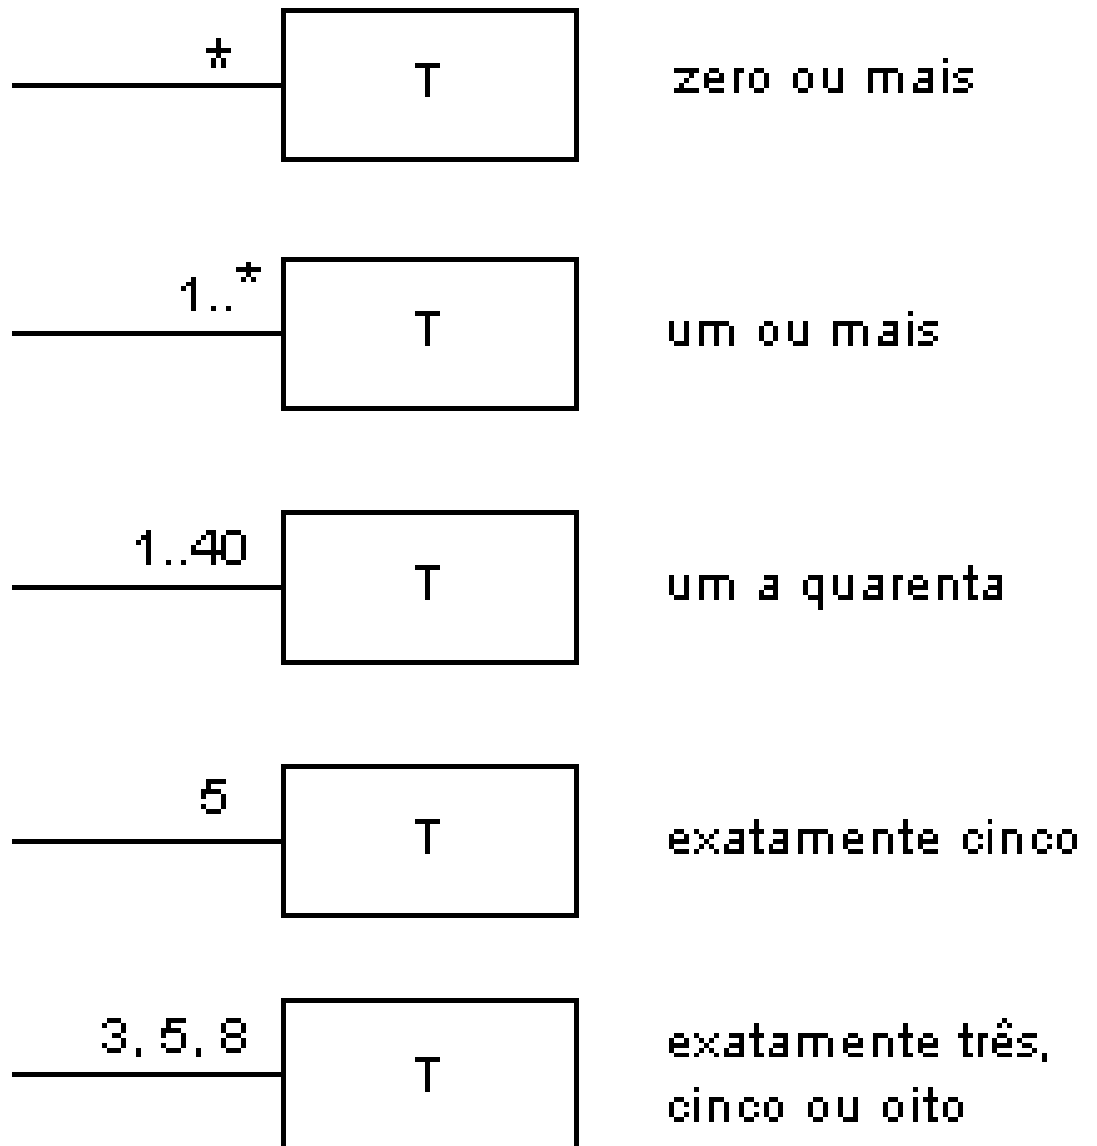 *
T
zero ou mais
1..*
T
um ou mais
1..40
T
um a quarenta
5
T
exatamente cinco
3, 5, 8
T
exatamente três,
cinco ou oito